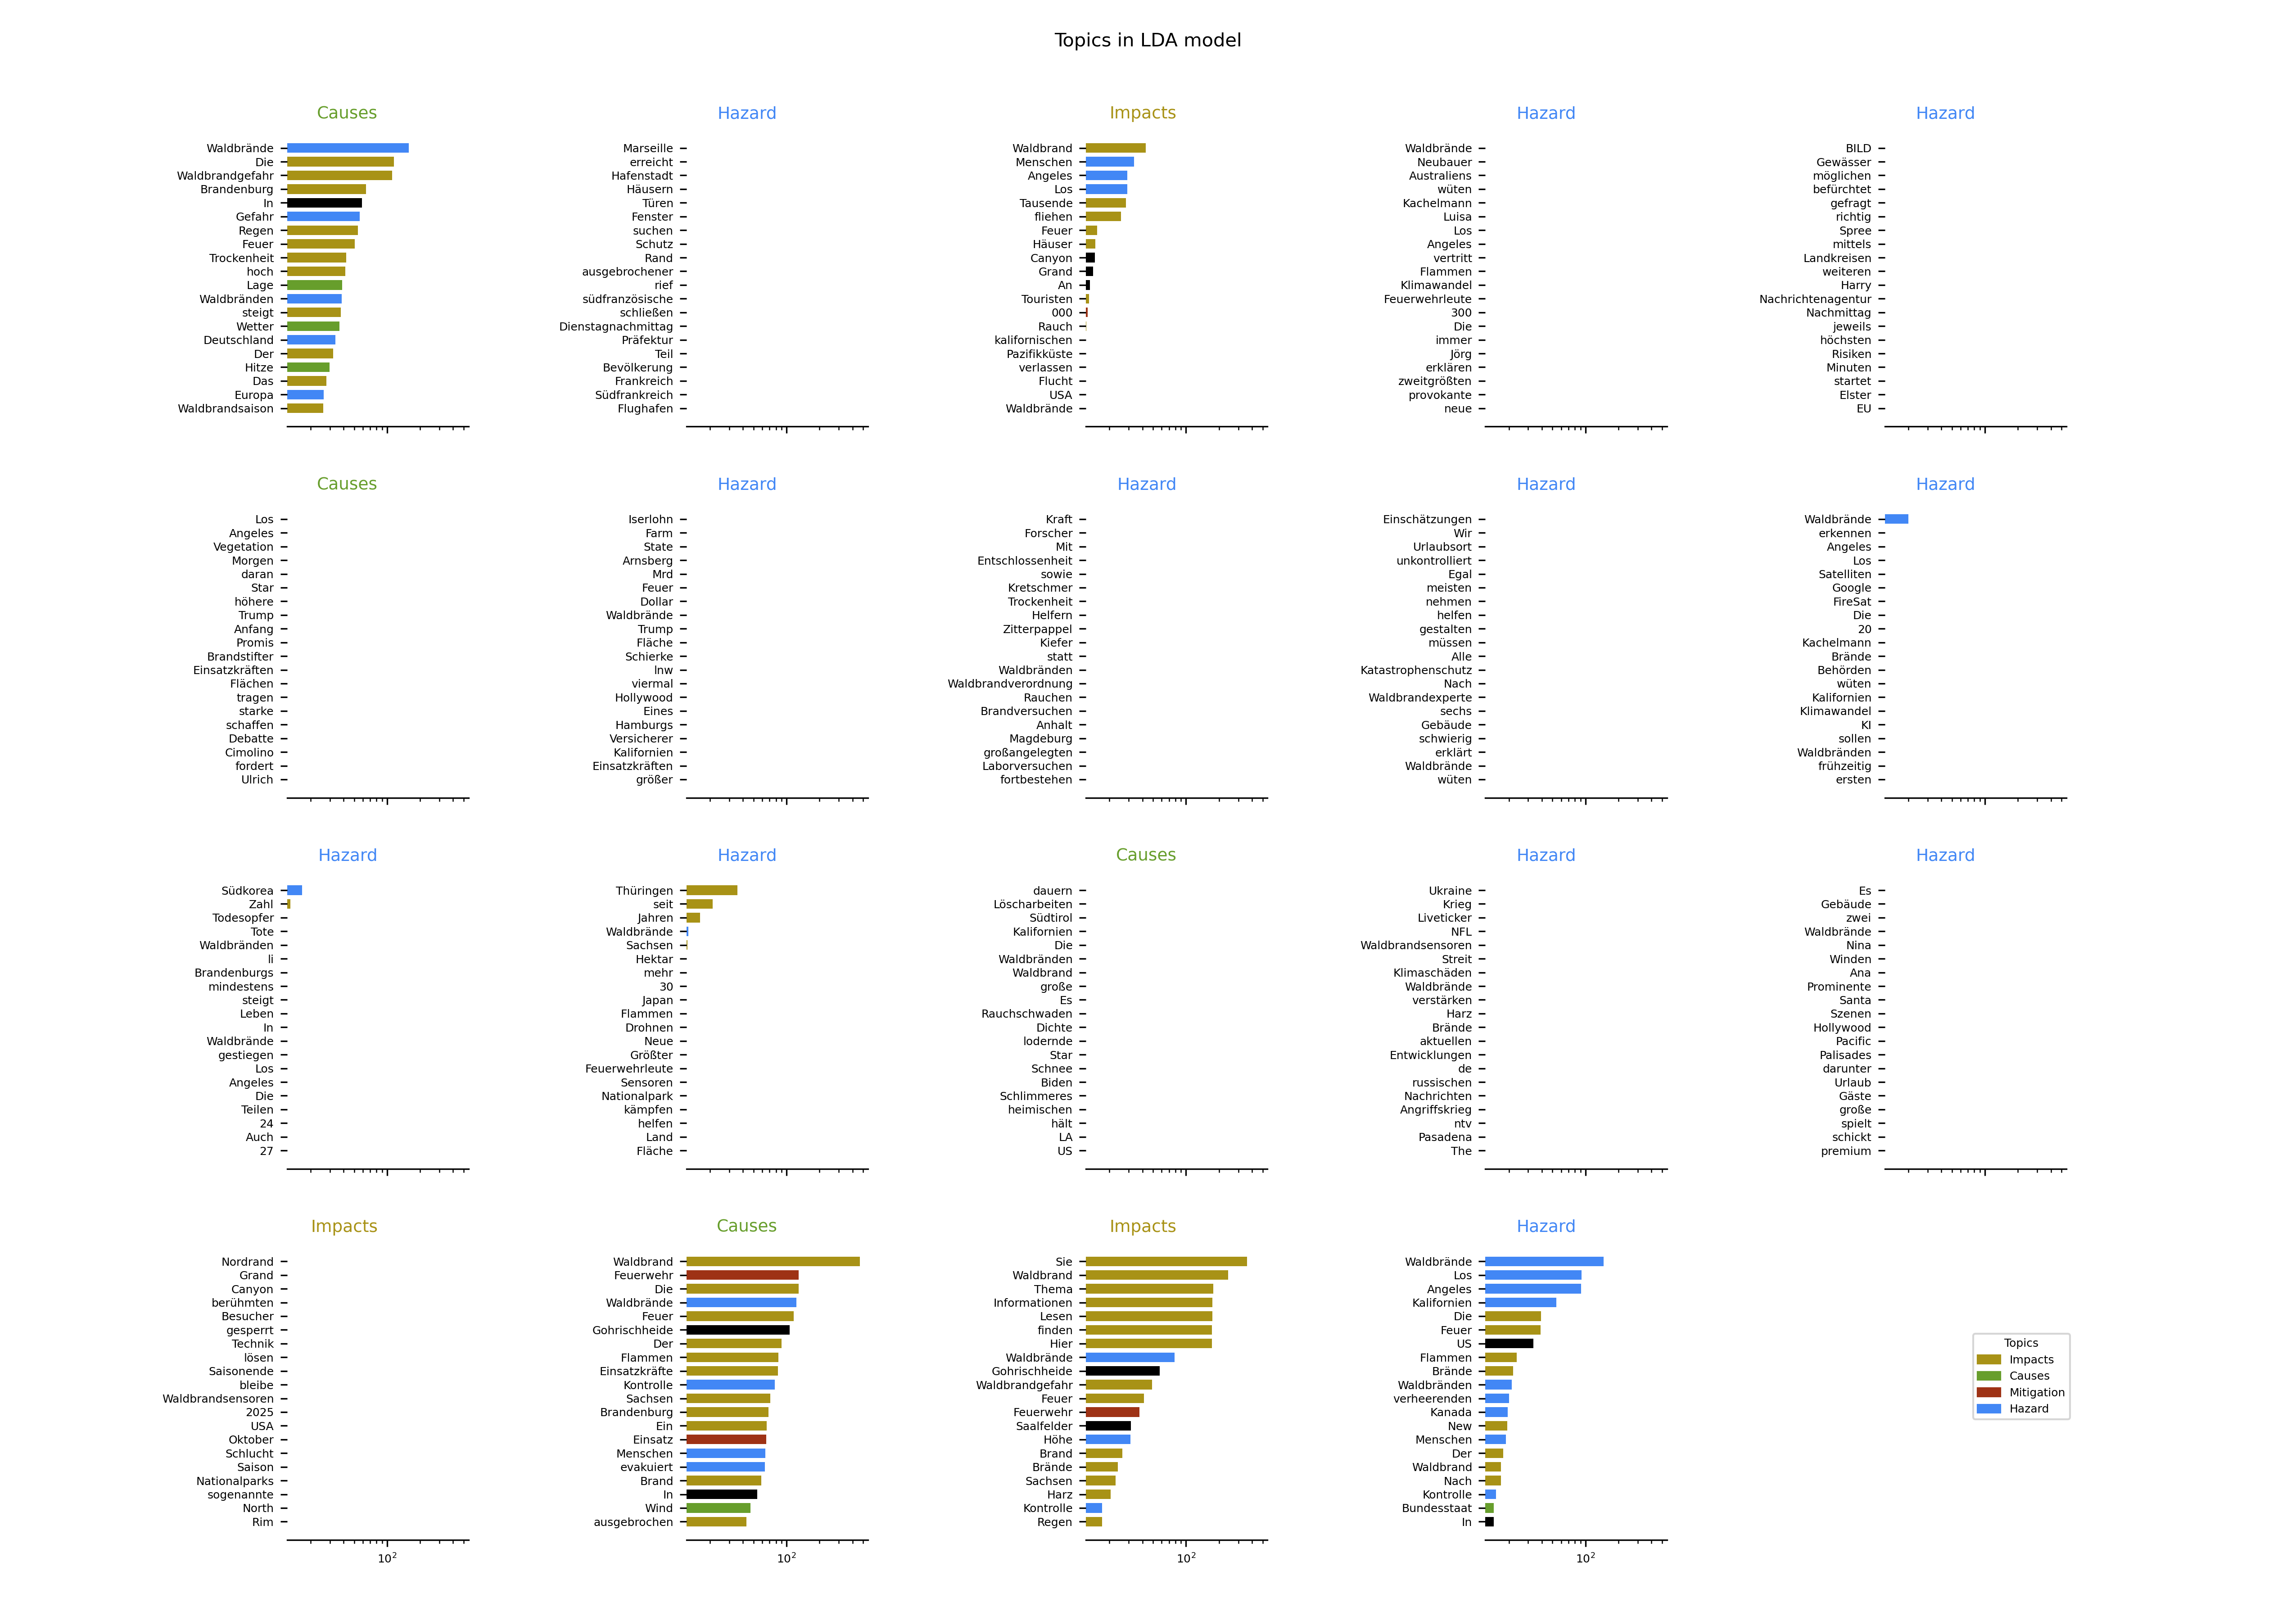 Topics in LDA model
Causes
Waldbrände
Die
Waldbrandgefahr
Brandenburg
In
Gefahr
Regen
Feuer
Trockenheit
hoch
Lage
Waldbränden
steigt
Wetter
Deutschland
Der
Hitze
Das
Europa
Waldbrandsaison
Hazard
Marseille
erreicht
Hafenstadt
Häusern
Türen
Fenster
suchen
Schutz
Rand
ausgebrochener
rief
südfranzösische
schließen
Dienstagnachmittag
Präfektur
Teil
Bevölkerung
Frankreich
Südfrankreich
Flughafen
Impacts
Waldbrand
Menschen
Angeles
Los
Tausende
fliehen
Feuer
Häuser
Canyon
Grand
An
Touristen
000
Rauch
kalifornischen
Pazifikküste
verlassen
Flucht
USA
Waldbrände
Hazard
Waldbrände
Neubauer
Australiens
wüten
Kachelmann
Luisa
Los
Angeles
vertritt
Flammen
Klimawandel
Feuerwehrleute
300
Die
immer
Jörg
erklären
zweitgrößten
provokante
neue
Hazard
BILD
Gewässer
möglichen
befürchtet
gefragt
richtig
Spree
mittels
Landkreisen
weiteren
Harry
Nachrichtenagentur
Nachmittag
jeweils
höchsten
Risiken
Minuten
startet
Elster
EU
Causes
Los
Angeles
Vegetation
Morgen
daran
Star
höhere
Trump
Anfang
Promis
Brandstifter
Einsatzkräften
Flächen
tragen
starke
schaffen
Debatte
Cimolino
fordert
Ulrich
Hazard
Iserlohn
Farm
State
Arnsberg
Mrd
Feuer
Dollar
Waldbrände
Trump
Fläche
Schierke
lnw
viermal
Hollywood
Eines
Hamburgs
Versicherer
Kalifornien
Einsatzkräften
größer
Hazard
Kraft
Forscher
Mit
Entschlossenheit
sowie
Kretschmer
Trockenheit
Helfern
Zitterpappel
Kiefer
statt
Waldbränden
Waldbrandverordnung
Rauchen
Brandversuchen
Anhalt
Magdeburg
großangelegten
Laborversuchen
fortbestehen
Hazard
Einschätzungen
Wir
Urlaubsort
unkontrolliert
Egal
meisten
nehmen
helfen
gestalten
müssen
Alle
Katastrophenschutz
Nach
Waldbrandexperte
sechs
Gebäude
schwierig
erklärt
Waldbrände
wüten
Hazard
Waldbrände
erkennen
Angeles
Los
Satelliten
Google
FireSat
Die
20
Kachelmann
Brände
Behörden
wüten
Kalifornien
Klimawandel
KI
sollen
Waldbränden
frühzeitig
ersten
Hazard
Südkorea
Zahl
Todesopfer
Tote
Waldbränden
li
Brandenburgs
mindestens
steigt
Leben
In
Waldbrände
gestiegen
Los
Angeles
Die
Teilen
24
Auch
27
Hazard
Thüringen
seit
Jahren
Waldbrände
Sachsen
Hektar
mehr
30
Japan
Flammen
Drohnen
Neue
Größter
Feuerwehrleute
Sensoren
Nationalpark
kämpfen
helfen
Land
Fläche
Causes
dauern
Löscharbeiten
Südtirol
Kalifornien
Die
Waldbränden
Waldbrand
große
Es
Rauchschwaden
Dichte
lodernde
Star
Schnee
Biden
Schlimmeres
heimischen
hält
LA
US
Hazard
Ukraine
Krieg
Liveticker
NFL
Waldbrandsensoren
Streit
Klimaschäden
Waldbrände
verstärken
Harz
Brände
aktuellen
Entwicklungen
de
russischen
Nachrichten
Angriffskrieg
ntv
Pasadena
The
Hazard
Es
Gebäude
zwei
Waldbrände
Nina
Winden
Ana
Prominente
Santa
Szenen
Hollywood
Pacific
Palisades
darunter
Urlaub
Gäste
große
spielt
schickt
premium
Impacts
Nordrand
Grand
Canyon
berühmten
Besucher
gesperrt
Technik
lösen
Saisonende
bleibe
Waldbrandsensoren
2025
USA
Oktober
Schlucht
Saison
Nationalparks
sogenannte
North
Rim
10²
Causes
Waldbrand
Feuerwehr
Die
Waldbrände
Feuer
Gohrischheide
Der
Flammen
Einsatzkräfte
Kontrolle
Sachsen
Brandenburg
Ein
Einsatz
Menschen
evakuiert
Brand
In
Wind
ausgebrochen
10²
Impacts
Sie
Waldbrand
Thema
Informationen
Lesen
finden
Hier
Waldbrände
Gohrischheide
Waldbrandgefahr
Feuer
Feuerwehr
Saalfelder
Höhe
Brand
Brände
Sachsen
Harz
Kontrolle
Regen
10²
Hazard
Waldbrände
Los
Angeles
Kalifornien
Die
Feuer
US
Flammen
Brände
Waldbränden
verheerenden
Kanada
New
Menschen
Der
Waldbrand
Nach
Kontrolle
Bundesstaat
In
10²
Topics
Impacts
Causes
Mitigation
Hazard